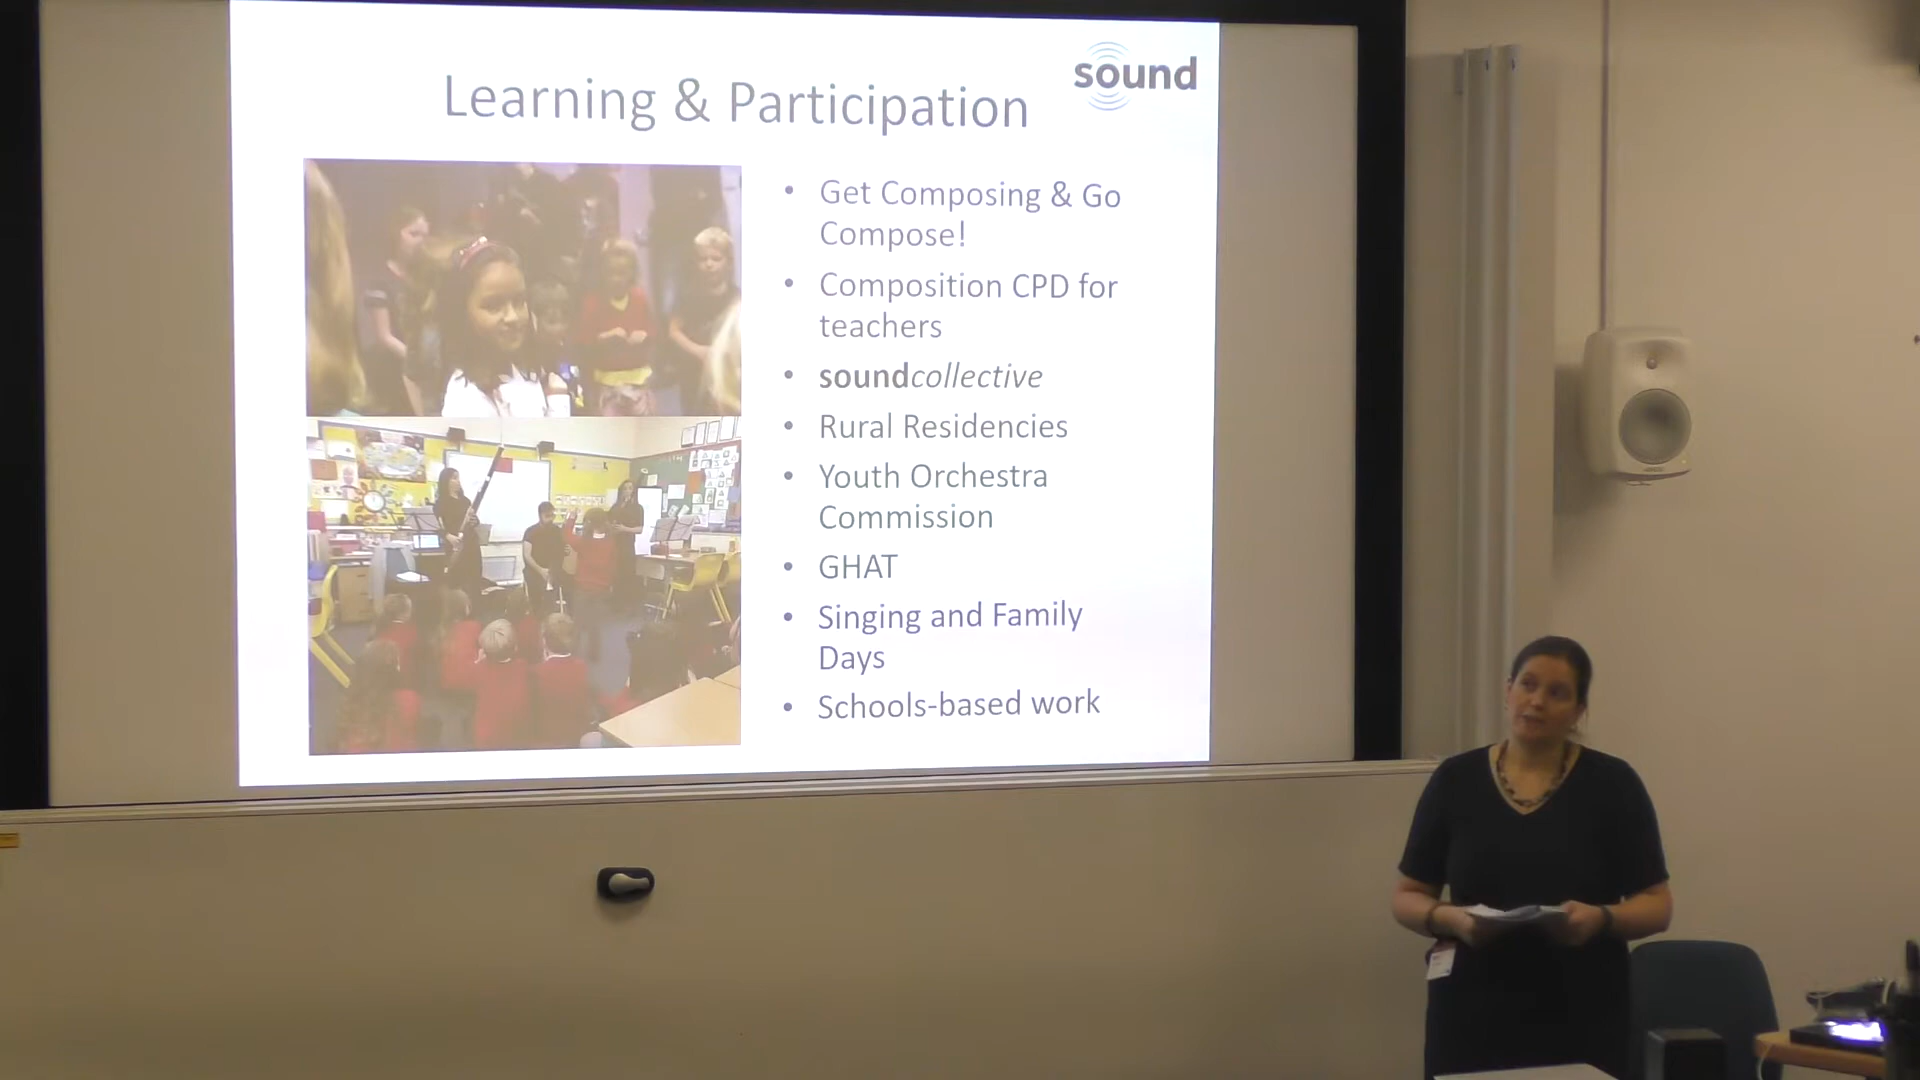 sound
Learning & Participation
• Get Composing & Go
Compose!
• Composition CPD for
teachers
• soundcollective
• Rural Residencies
• Youth Orchestra
Commission
• GHAT
• Singing and Family
Days
• Schools-based work